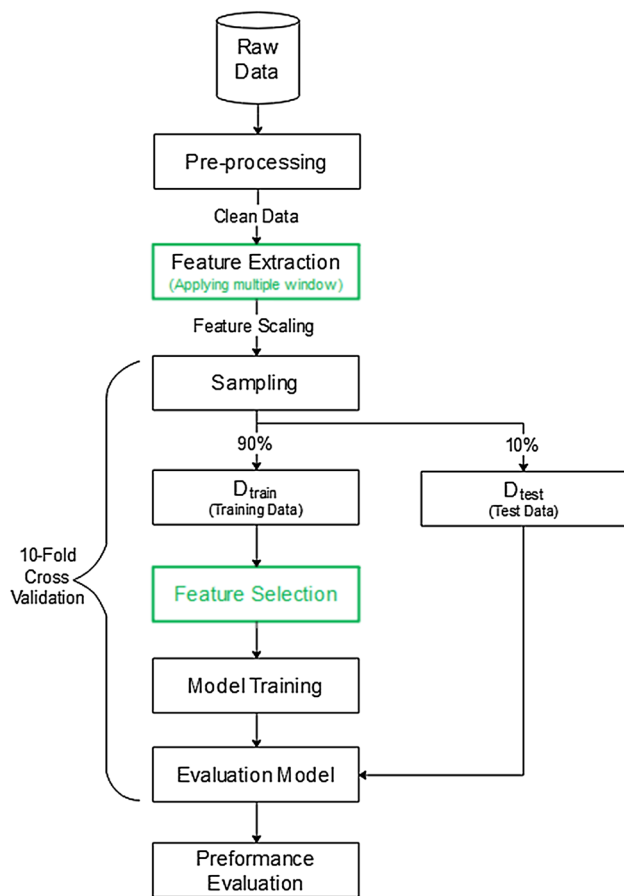 Raw
Data
Pre-processing
Clean Data
Feature Extraction
(Applying multiple window)
Feature Scaling
Sampling
90%
10%
Dtrain
(Training Data)
Dtest
(Test Data)
10-Fold
Cross
Validation
Feature Selection
Model Training
Evaluation Model
Preformance
Evaluation